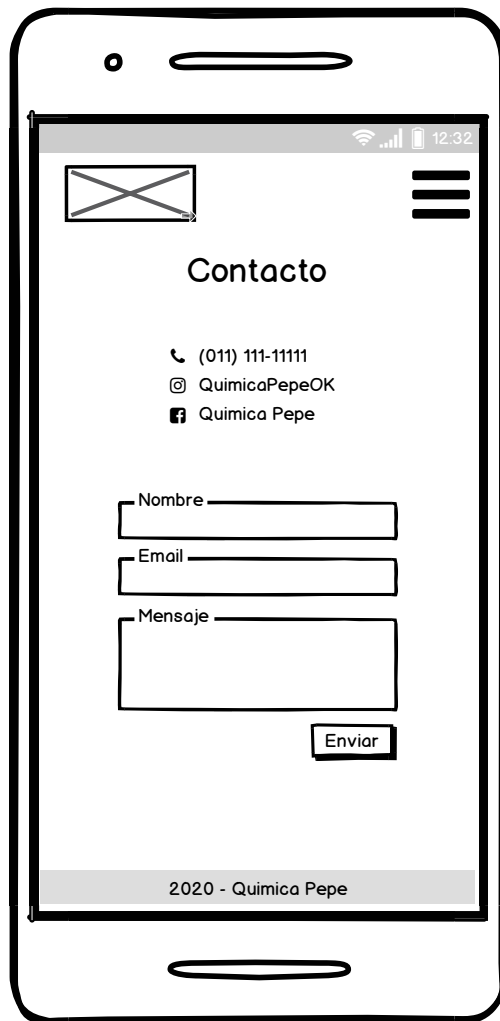 12:32
Contacto
(011) 111-11111
QuimicaPepeOK
Quimica Pepe
Nombre
Email
Mensaje
Enviar
2020 - Quimica Pepe